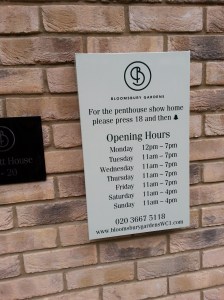 BLOOMSBURY GARDENS
For the penthouse show home
please press 18 and then
Opening Hours
Monday 12pm – 7pm
Tuesday 11am – 7pm
Wednesday 11am – 7pm
Thursday 11am – 7pm
Friday 11am – 7pm
Saturday 11am – 4pm
Sunday 11am – 4pm
020 3667 5118
www.bloomsburygardensWC1.com
House
– 20